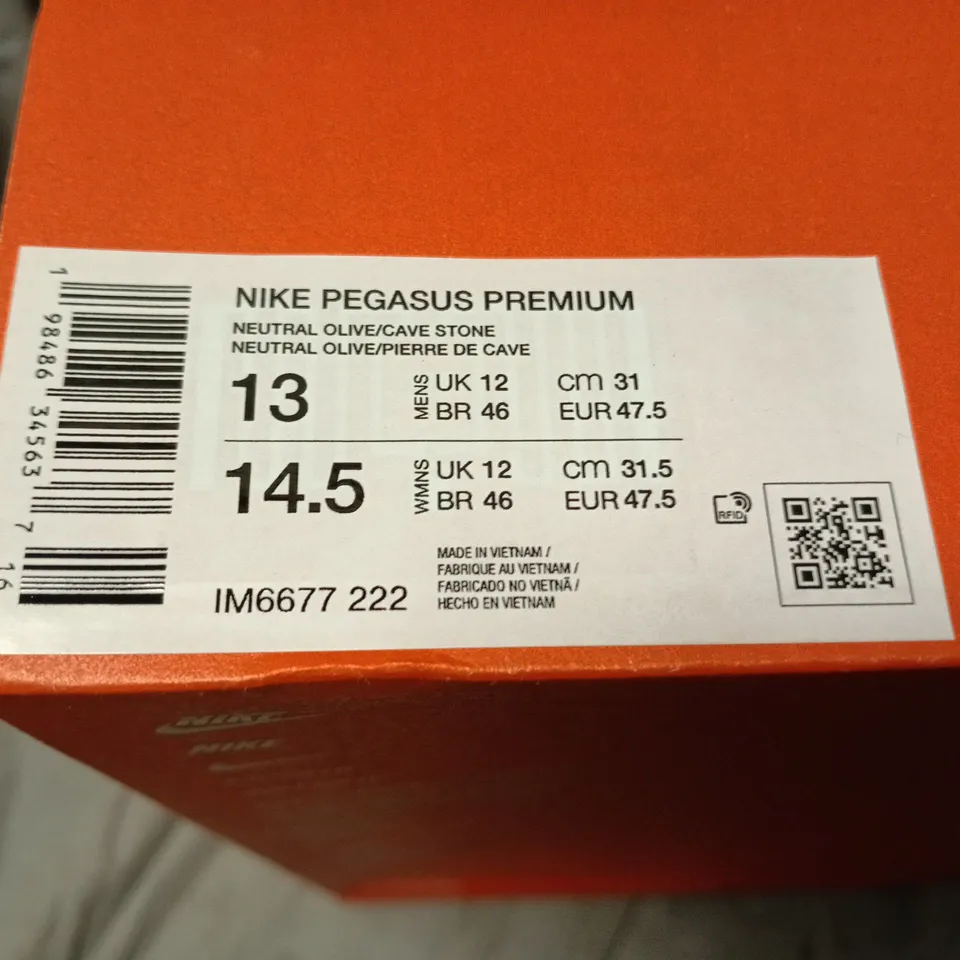 NIKE PEGASUS PREMIUM
NEUTRAL OLIVE/CAVE STONE
NEUTRAL OLIVE/PIERRE DE CAVE
13
MENS
UK 12 cm 31
BR 46 EUR 47.5
14.5
WMNS
UK 12 cm 31.5
BR 46 EUR 47.5
RFID
MADE IN VIETNAM /
FABRIQUE AU VIETNAM /
FABRICADO NO VIETNÃ /
HECHO EN VIETNAM
IM6677 222
1 98486 34563 7 16
NIKE
NIKE